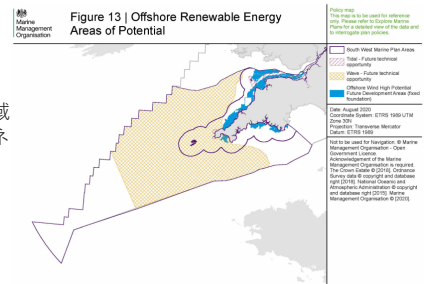 Marine
Management
Organisation
Figure 13 | Offshore Renewable Energy
Areas of Potential
域
ネ
Policy map
This map is to be used for reference
only. Please refer to Explore Marine
Plans for a detailed view of the data and
to interrogate plan policies.
South West Marine Plan Areas
Tidal - Future technical
opportunity
Wave - Future technical
opportunity
Offshore Wind High Potential
Future Development Areas (fixed
foundation)
Date: August 2020
Coordinate System: ETRS 1989 UTM
Zone 30N
Projection: Transverse Mercator
Datum: ETRS 1989
Not to be used for Navigation. © Marine
Management Organisation - Open
Government Licence
Acknowledgement of the Marine
Management Organisation is required.
The Crown Estate © [2018]. Ordnance
Survey data © copyright and database
right [2018]. National Oceanic and
Atmospheric Administration © copyright
and database right [2015]. Marine
Management Organisation © [2020]